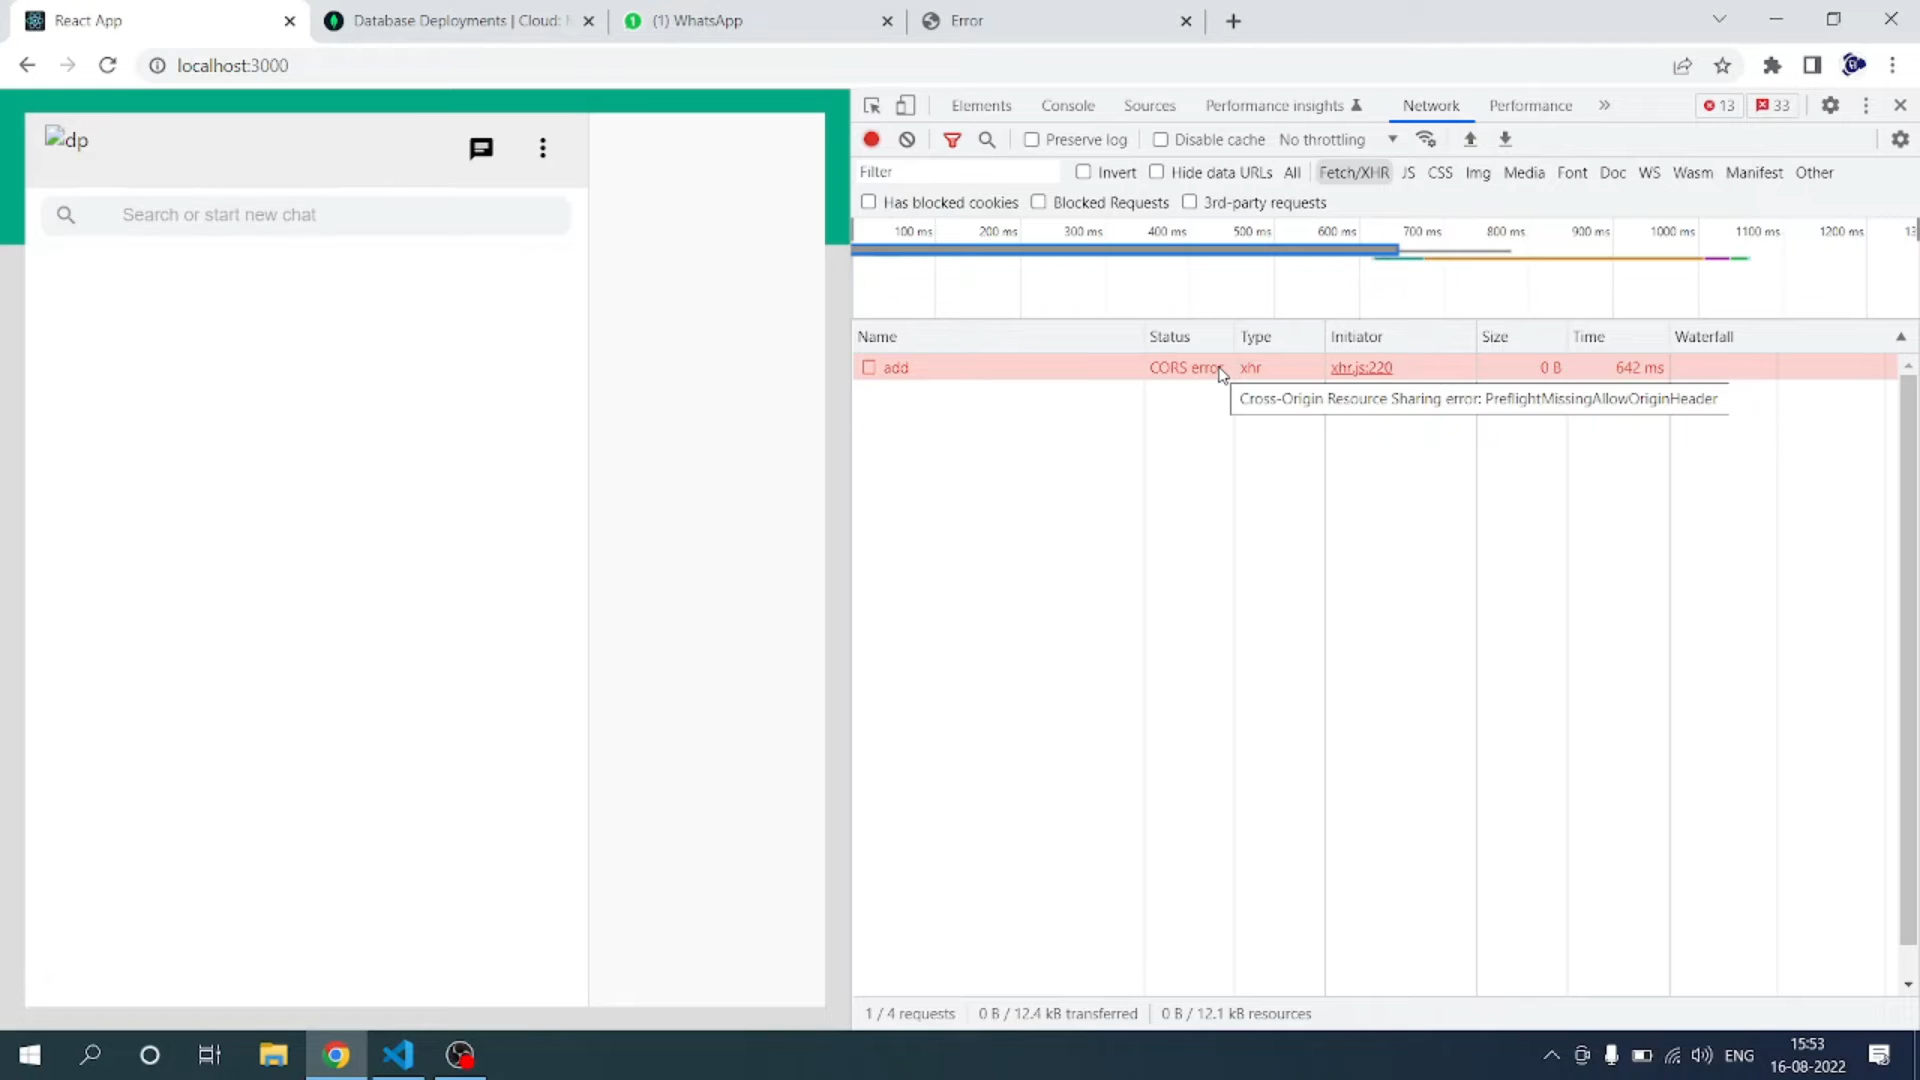 React App
Database Deployments | Cloud:
(1) WhatsApp
Error
localhost:3000
dp
Search or start new chat
Elements Console Sources Performance insights Network Performance 13 33
Preserve log Disable cache No throttling
Filter Invert Hide data URLs All Fetch/XHR JS CSS Img Media Font Doc WS Wasm Manifest Other
Has blocked cookies Blocked Requests 3rd-party requests
100 ms 200 ms 300 ms 400 ms 500 ms 600 ms 700 ms 800 ms 900 ms 1000 ms 1100 ms 1200 ms
Name Status Type Initiator Size Time Waterfall
add CORS error xhr xhr.js:220 0 B 642 ms
Cross-Origin Resource Sharing error: PreflightMissingAllowOriginHeader
1 / 4 requests 0 B / 12.4 kB transferred 0 B / 12.1 kB resources
ENG
15:53
16-08-2022